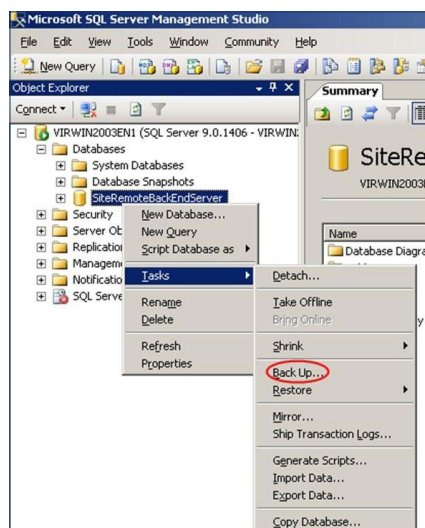 Microsoft SQL Server Management Studio
File Edit View Tools Window Community Help
New Query
Object Explorer
Summary
Connect
VIRWIN2003EN1 (SQL Server 9.0.1406 - VIRWIN
Databases
System Databases
Database Snapshots
SiteRemoteBackEndServer
Security
Server Ob
Replication
Managem
Notification
SQL Serve
New Database...
New Query
Script Database as
Tasks
Rename
Delete
Refresh
Properties
Detach...
Take Offline
Bring Online
Shrink
Back Up...
Restore
Mirror...
Ship Transaction Logs...
Generate Scripts...
Import Data...
Export Data...
Copy Database...
SiteRe
VIRWIN2003
Name
Database Diagra
y